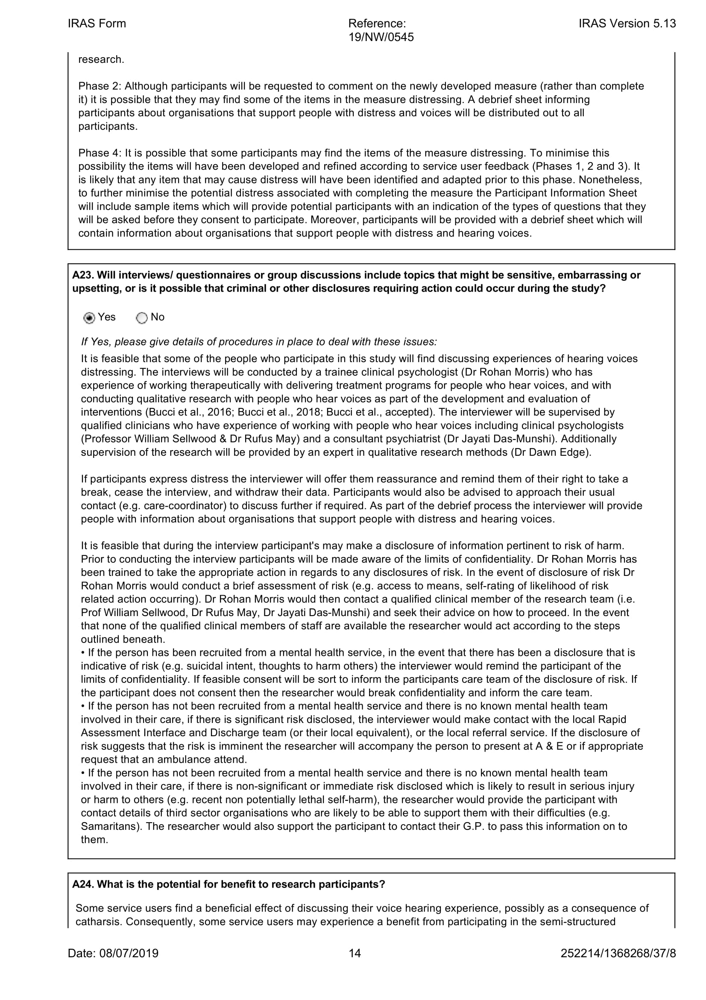 IRAS Form
Reference:
19/NW/0545
IRAS Version 5.13
research.
Phase 2: Although participants will be requested to comment on the newly developed measure (rather than complete
it) it is possible that they may find some of the items in the measure distressing. A debrief sheet informing
participants about organisations that support people with distress and voices will be distributed out to all
participants.
Phase 4: It is possible that some participants may find the items of the measure distressing. To minimise this
possibility the items will have been developed and refined according to service user feedback (Phases 1, 2 and 3). It
is likely that any item that may cause distress will have been identified and adapted prior to this phase. Nonetheless,
to further minimise the potential distress associated with completing the measure the Participant Information Sheet
will include sample items which will provide potential participants with an indication of the types of questions that they
will be asked before they consent to participate. Moreover, participants will be provided with a debrief sheet which will
contain information about organisations that support people with distress and hearing voices.
A23. Will interviews/ questionnaires or group discussions include topics that might be sensitive, embarrassing or
upsetting, or is it possible that criminal or other disclosures requiring action could occur during the study?
Yes No
If Yes, please give details of procedures in place to deal with these issues:
It is feasible that some of the people who participate in this study will find discussing experiences of hearing voices
distressing. The interviews will be conducted by a trainee clinical psychologist (Dr Rohan Morris) who has
experience of working therapeutically with delivering treatment programs for people who hear voices, and with
conducting qualitative research with people who hear voices as part of the development and evaluation of
interventions (Bucci et al., 2016; Bucci et al., 2018; Bucci et al., accepted). The interviewer will be supervised by
qualified clinicians who have experience of working with people who hear voices including clinical psychologists
(Professor William Sellwood & Dr Rufus May) and a consultant psychiatrist (Dr Jayati Das-Munshi). Additionally
supervision of the research will be provided by an expert in qualitative research methods (Dr Dawn Edge).
If participants express distress the interviewer will offer them reassurance and remind them of their right to take a
break, cease the interview, and withdraw their data. Participants would also be advised to approach their usual
contact (e.g. care-coordinator) to discuss further if required. As part of the debrief process the interviewer will provide
people with information about organisations that support people with distress and hearing voices.
It is feasible that during the interview participant's may make a disclosure of information pertinent to risk of harm.
Prior to conducting the interview participants will be made aware of the limits of confidentiality. Dr Rohan Morris has
been trained to take the appropriate action in regards to any disclosures of risk. In the event of disclosure of risk Dr
Rohan Morris would conduct a brief assessment of risk (e.g. access to means, self-rating of likelihood of risk
related action occurring). Dr Rohan Morris would then contact a qualified clinical member of the research team (i.e.
Prof William Sellwood, Dr Rufus May, Dr Jayati Das-Munshi) and seek their advice on how to proceed. In the event
that none of the qualified clinical members of staff are available the researcher would act according to the steps
outlined beneath.
• If the person has been recruited from a mental health service, in the event that there has been a disclosure that is
indicative of risk (e.g. suicidal intent, thoughts to harm others) the interviewer would remind the participant of the
limits of confidentiality. If feasible consent will be sort to inform the participants care team of the disclosure of risk. If
the participant does not consent then the researcher would break confidentiality and inform the care team.
• If the person has not been recruited from a mental health service and there is no known mental health team
involved in their care, if there is significant risk disclosed, the interviewer would make contact with the local Rapid
Assessment Interface and Discharge team (or their local equivalent), or the local referral service. If the disclosure of
risk suggests that the risk is imminent the researcher will accompany the person to present at A & E or if appropriate
request that an ambulance attend.
• If the person has not been recruited from a mental health service and there is no known mental health team
involved in their care, if there is non-significant or immediate risk disclosed which is likely to result in serious injury
or harm to others (e.g. recent non potentially lethal self-harm), the researcher would provide the participant with
contact details of third sector organisations who are likely to be able to support them with their difficulties (e.g.
Samaritans). The researcher would also support the participant to contact their G.P. to pass this information on to
them.
A24. What is the potential for benefit to research participants?
Some service users find a beneficial effect of discussing their voice hearing experience, possibly as a consequence of
catharsis. Consequently, some service users may experience a benefit from participating in the semi-structured
Date: 08/07/2019
14
252214/1368268/37/8